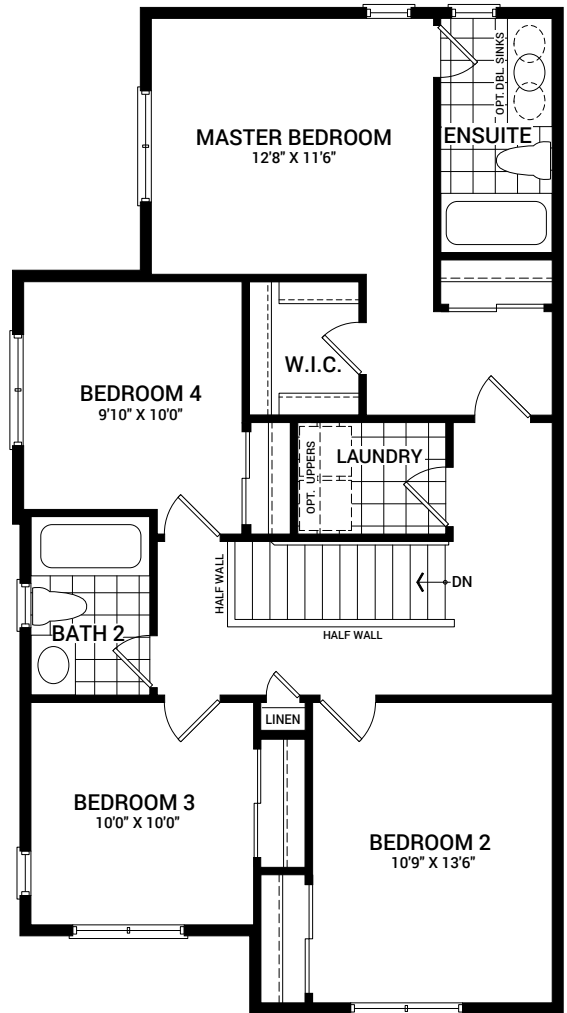 OPT. DBL SINKS
MASTER BEDROOM
12'8" X 11'6"
ENSUITE
W.I.C.
BEDROOM 4
9'10" X 10'0"
OPT. UPPERS
LAUNDRY
HALF WALL
DN
HALF WALL
BATH 2
LINEN
BEDROOM 3
10'0" X 10'0"
BEDROOM 2
10'9" X 13'6"